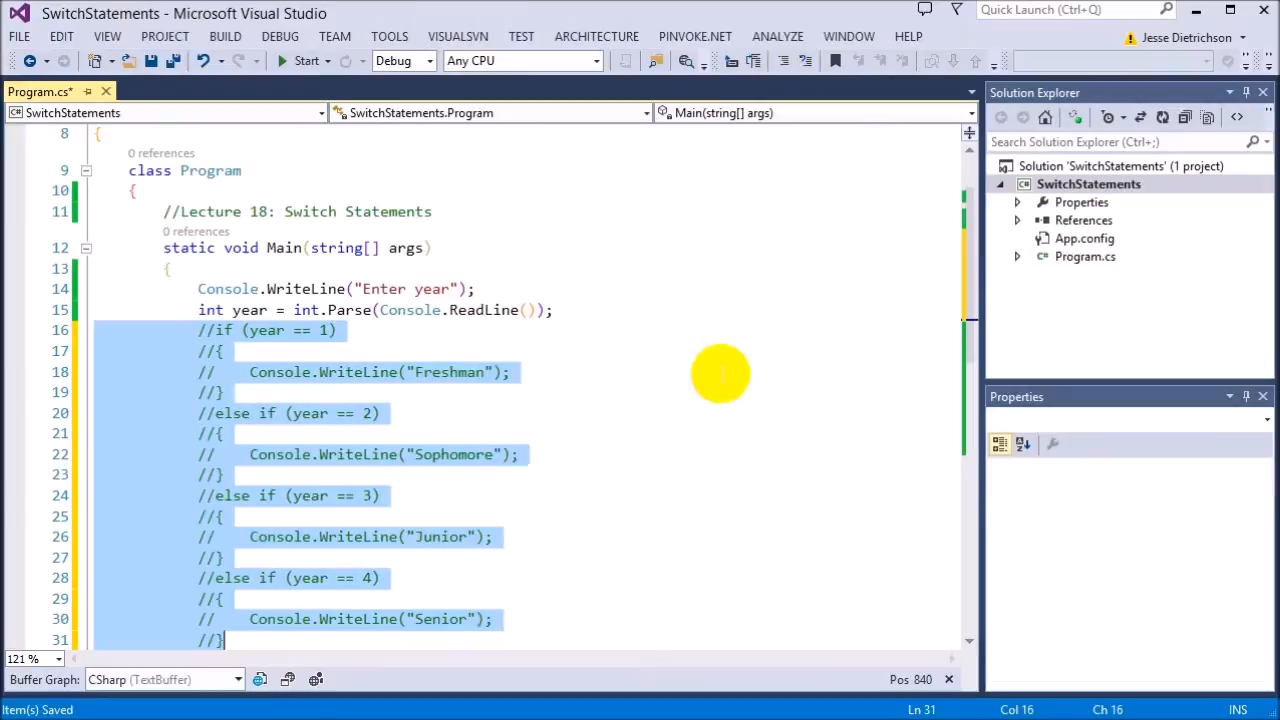 SwitchStatements - Microsoft Visual Studio
Quick Launch (Ctrl+Q)
FILE EDIT VIEW PROJECT BUILD DEBUG TEAM TOOLS VISUALSVN TEST ARCHITECTURE PINVOKE.NET ANALYZE WINDOW HELP
Jesse Dietrichson
Start Debug Any CPU
Program.cs*
SwitchStatements SwitchStatements.Program Main(string[] args)
8 {
0 references
9 class Program
10 {
11 //Lecture 18: Switch Statements
0 references
12 static void Main(string[] args)
13 {
14 Console.WriteLine("Enter year");
15 int year = int.Parse(Console.ReadLine());
16 //if (year == 1)
17 //{
18 // Console.WriteLine("Freshman");
19 //}
20 //else if (year == 2)
21 //{
22 // Console.WriteLine("Sophomore");
23 //}
24 //else if (year == 3)
25 //{
26 // Console.WriteLine("Junior");
27 //}
28 //else if (year == 4)
29 //{
30 // Console.WriteLine("Senior");
31 //}
121 %
Buffer Graph: CSharp (TextBuffer) Pos 840
Item(s) Saved Ln 31 Col 16 Ch 16 INS
Solution Explorer
Search Solution Explorer (Ctrl+;)
Solution 'SwitchStatements' (1 project)
C# SwitchStatements
Properties
References
App.config
C# Program.cs
Properties